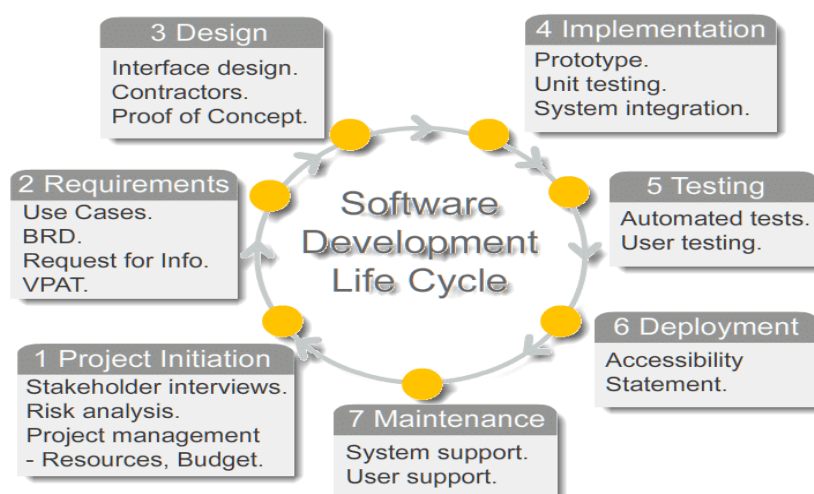 3 Design
Interface design.
Contractors.
Proof of Concept.
4 Implementation
Prototype.
Unit testing.
System integration.
2 Requirements
Use Cases.
BRD.
Request for Info.
VPAT.
Software
Development
Life Cycle
5 Testing
Automated tests.
User testing.
1 Project Initiation
Stakeholder interviews.
Risk analysis.
Project management
- Resources, Budget.
6 Deployment
Accessibility
Statement.
7 Maintenance
System support.
User support.